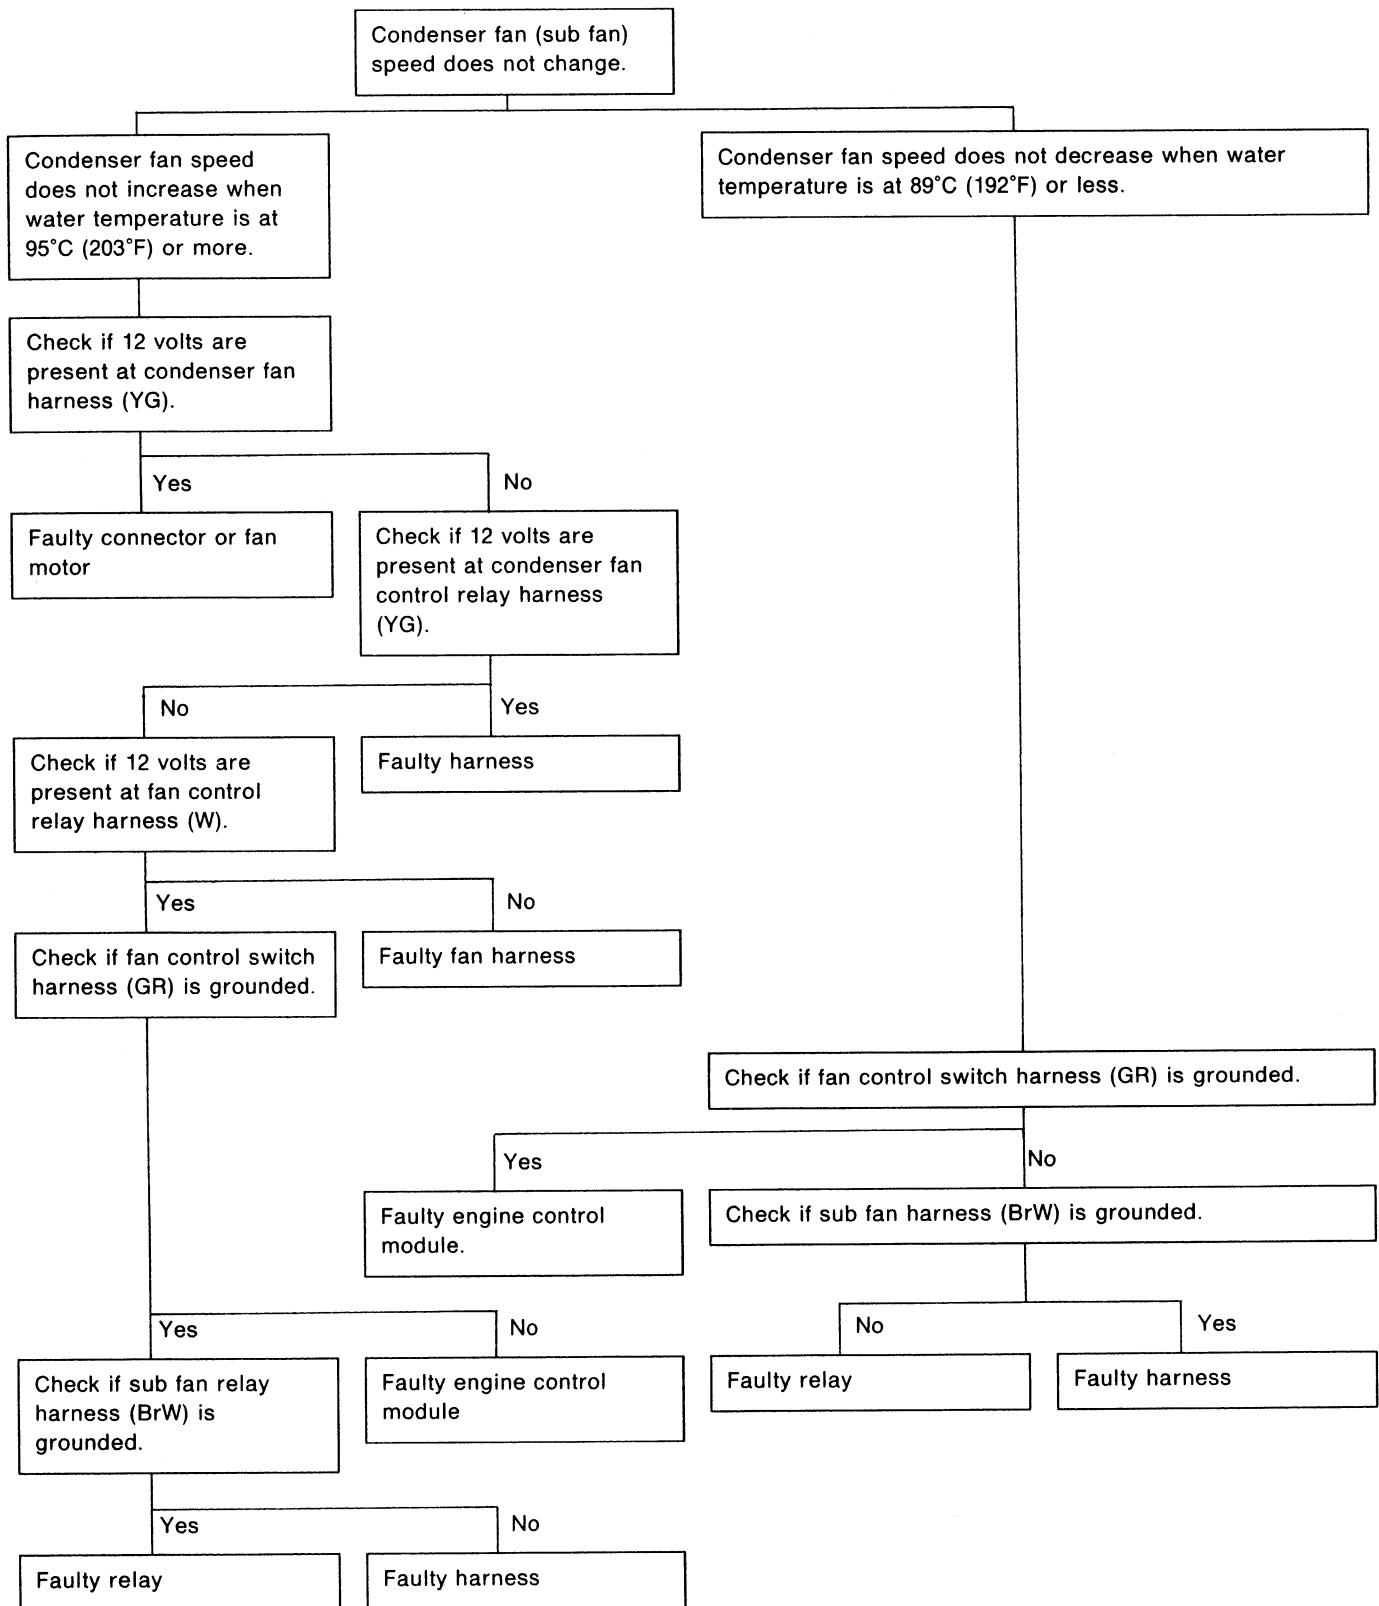 Condenser fan (sub fan)
speed does not change.
Condenser fan speed
does not increase when
water temperature is at
95°C (203°F) or more.
Condenser fan speed does not decrease when water
temperature is at 89°C (192°F) or less.
Check if 12 volts are
present at condenser fan
harness (YG).
Yes
No
Faulty connector or fan
motor
Check if 12 volts are
present at condenser fan
control relay harness
(YG).
No
Yes
Check if 12 volts are
present at fan control
relay harness (W).
Faulty harness
Yes
No
Check if fan control switch
harness (GR) is grounded.
Faulty fan harness
Check if fan control switch harness (GR) is grounded.
Yes
No
Faulty engine control
module.
Check if sub fan harness (BrW) is grounded.
Yes
No
No
Yes
Check if sub fan relay
harness (BrW) is
grounded.
Faulty engine control
module
Faulty relay
Faulty harness
Yes
No
Faulty relay
Faulty harness